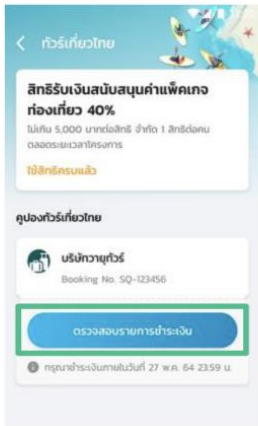 ทัวร์เที่ยวไทย
สิทธิรับเงินสนับสนุนค่าแพ็คเกจ
ท่องเที่ยว 40%
ไม่เกิน 5,000 บาทต่อสิทธิ จำกัด 1 สิทธิต่อคน
ตลอดระยะเวลาโครงการ
ใช้สิทธิครบแล้ว
คูปองทัวร์เที่ยวไทย
บริษัทวายุทัวร์
Booking No. SQ-123456
ตรวจสอบรายการชำระเงิน
กรุณาชำระเงินภายในวันที่ 27 พ.ค. 64 23:59 น.